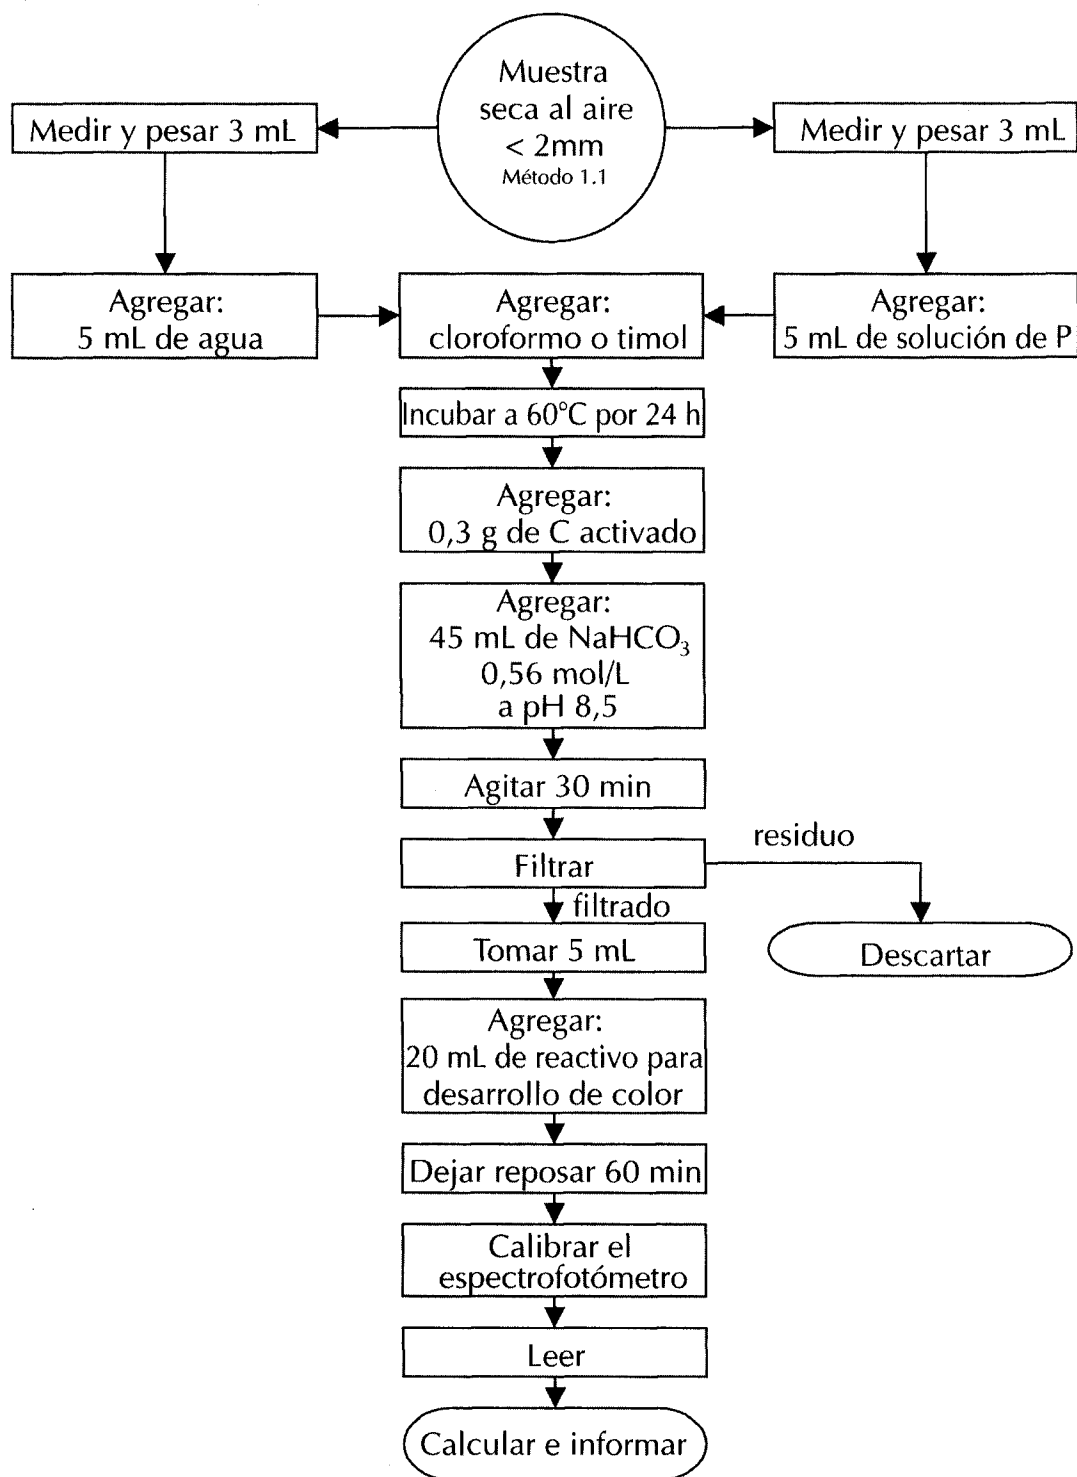 Muestra
seca al aire
< 2mm
Método 1.1
Medir y pesar 3 mL
Medir y pesar 3 mL
Agregar:
5 mL de agua
Agregar:
cloroformo o timol
Agregar:
5 mL de solución de P
Incubar a 60°C por 24 h
Agregar:
0,3 g de C activado
Agregar:
45 mL de NaHCO₃
0,56 mol/L
a pH 8,5
Agitar 30 min
Filtrar
residuo
filtrado
Tomar 5 mL
Descartar
Agregar:
20 mL de reactivo para
desarrollo de color
Dejar reposar 60 min
Calibrar el
espectrofotómetro
Leer
Calcular e informar